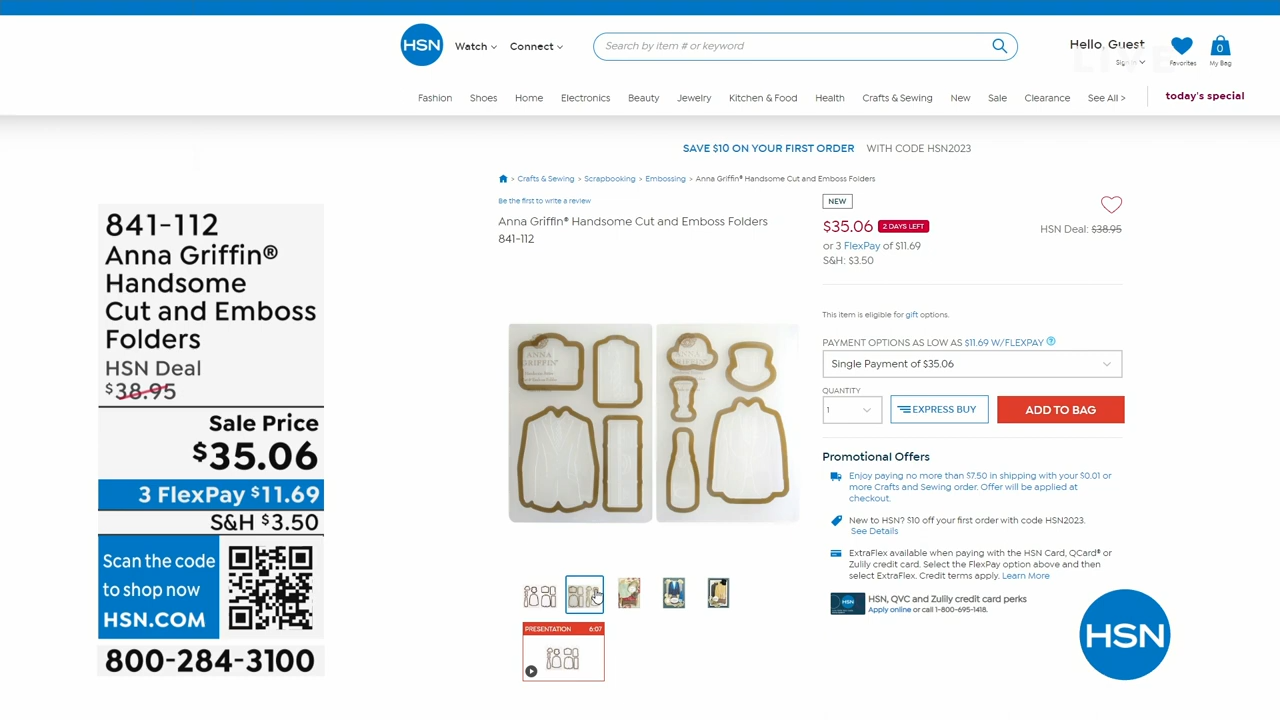 HSN
Watch
Connect
Search by item # or keyword
Hello, Guest
Favorites
0
My Bag
LIVE
Fashion
Shoes
Home
Electronics
Beauty
Jewelry
Kitchen & Food
Health
Crafts & Sewing
New
Sale
Clearance
See All >
today's special
SAVE $10 ON YOUR FIRST ORDER WITH CODE HSN2023
> Crafts & Sewing > Scrapbooking > Embossing > Anna Griffin® Handsome Cut and Emboss Folders
Be the first to write a review
Anna Griffin® Handsome Cut and Emboss Folders
841-112
ANNA
GRIFFIN
ANNA
GRIFFIN
PRESENTATION 6:07
NEW
$35.06 2 DAYS LEFT
HSN Deal: $38.95
or 3 FlexPay of $11.69
S&H: $3.50
This item is eligible for gift options.
PAYMENT OPTIONS AS LOW AS $11.69 W/FLEXPAY
Single Payment of $35.06
QUANTITY
1
EXPRESS BUY
ADD TO BAG
Promotional Offers
Enjoy paying no more than $7.50 in shipping with your $0.01 or
more Crafts and Sewing order. Offer will be applied at
checkout.
New to HSN? $10 off your first order with code HSN2023.
See Details
ExtraFlex available when paying with the HSN Card, QCard® or
Zulily credit card. Select the FlexPay option above and then
select ExtraFlex. Credit terms apply. Learn More
HSN, QVC and Zulily credit card perks
Apply online or call 1-800-695-1418.
841-112
Anna Griffin®
Handsome
Cut and Emboss
Folders
HSN Deal
$38.95
Sale Price
$35.06
3 FlexPay $11.69
S&H $3.50
Scan the code
to shop now
HSN.COM
800-284-3100
HSN